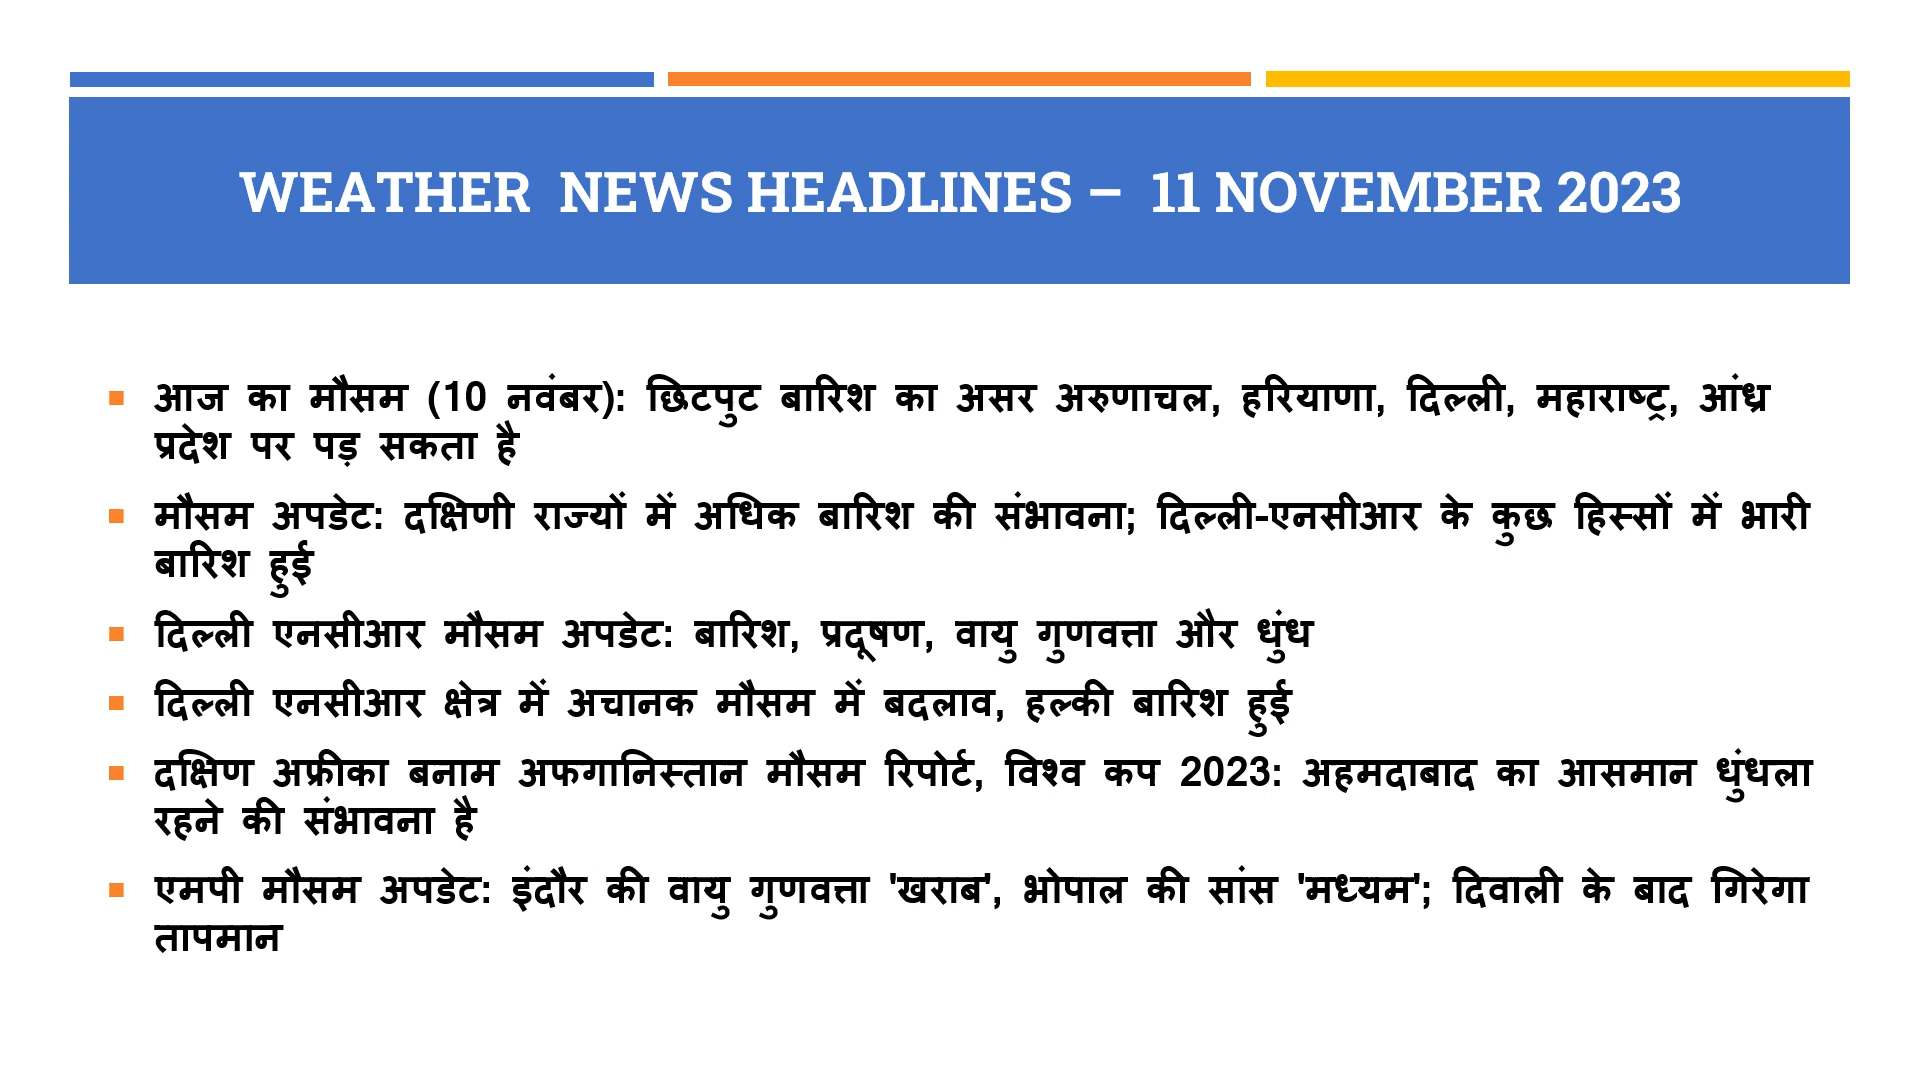 WEATHER NEWS HEADLINES – 11 NOVEMBER 2023
आज का मौसम (10 नवंबर): छिटपुट बारिश का असर अरुणाचल, हरियाणा, दिल्ली, महाराष्ट्र, आंध्र
प्रदेश पर पड़ सकता है
मौसम अपडेट: दक्षिणी राज्यों में अधिक बारिश की संभावना; दिल्ली-एनसीआर के कुछ हिस्सों में भारी
बारिश हुई
दिल्ली एनसीआर मौसम अपडेट: बारिश, प्रदूषण, वायु गुणवत्ता और धुंध
दिल्ली एनसीआर क्षेत्र में अचानक मौसम में बदलाव, हल्की बारिश हुई
दक्षिण अफ्रीका बनाम अफगानिस्तान मौसम रिपोर्ट, विश्व कप 2023: अहमदाबाद का आसमान धुंधला
रहने की संभावना है
एमपी मौसम अपडेट: इंदौर की वायु गुणवत्ता 'खराब', भोपाल की सांस 'मध्यम'; दिवाली के बाद गिरेगा
तापमान